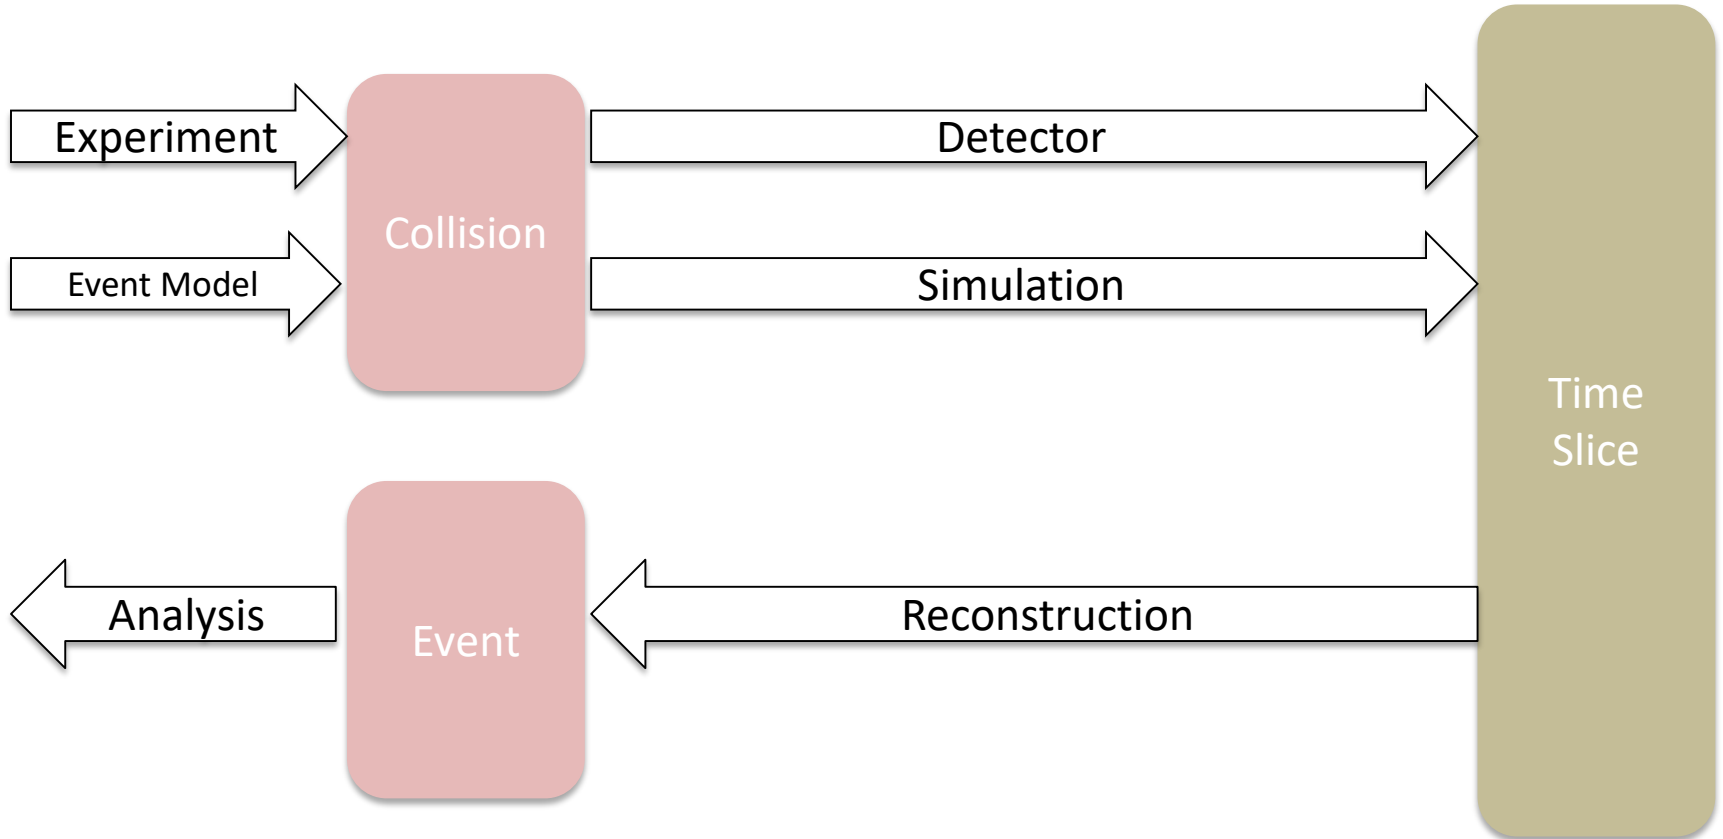 Experiment
Detector
Collision
Event Model
Simulation
Time
Slice
Analysis
Event
Reconstruction